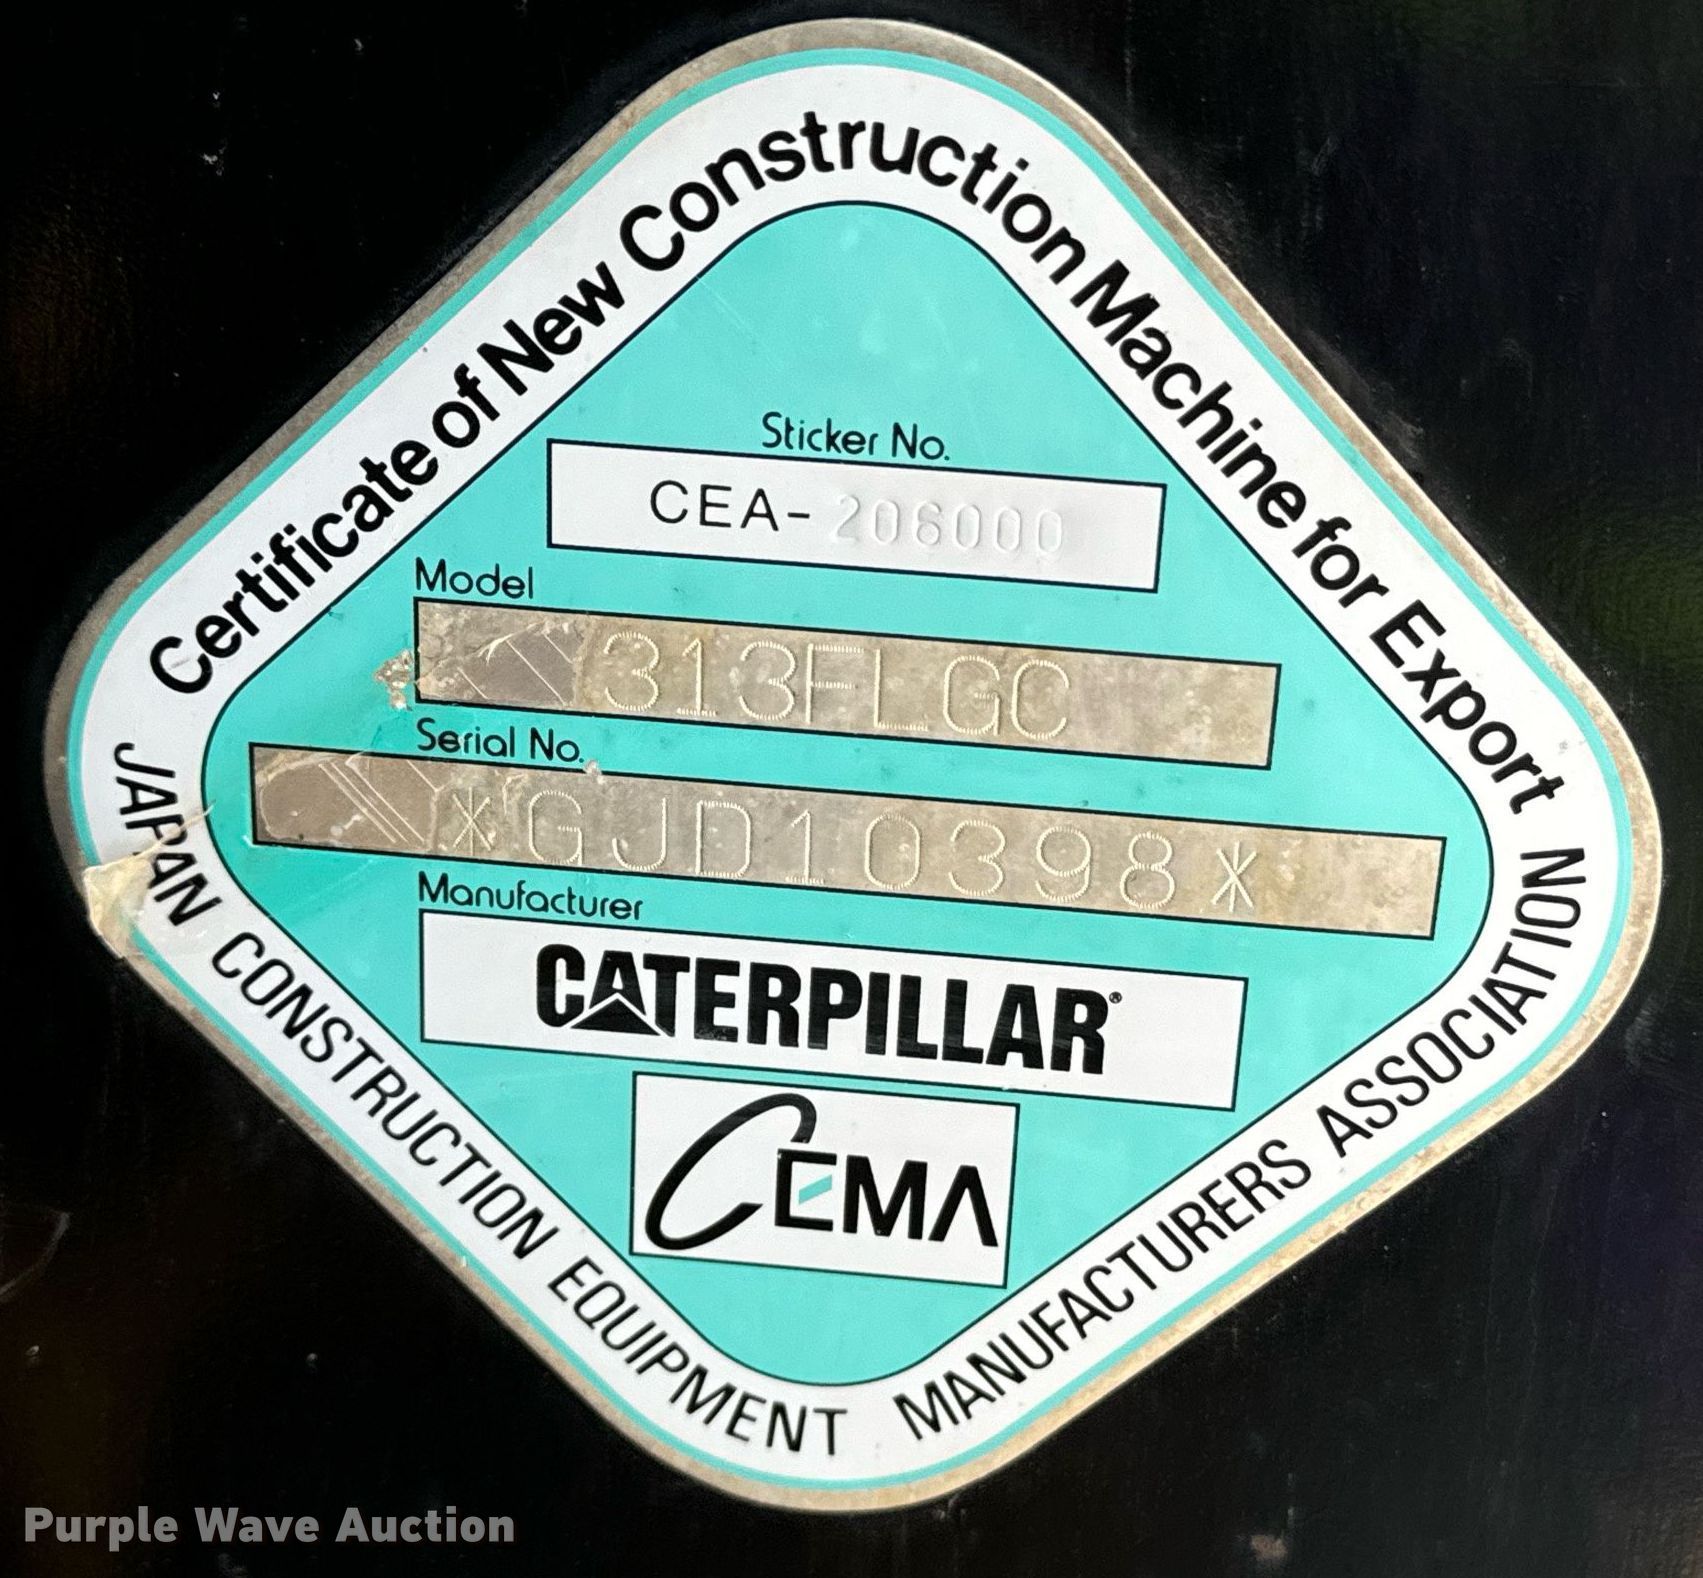 Certificate of New Construction Machine for Export
Sticker No.
CEA-206000
Model
313FLGC
Serial No.
*GJD10398*
Manufacturer
CATERPILLAR®
CEMA
JAPAN CONSTRUCTION EQUIPMENT MANUFACTURERS ASSOCIATION
Purple Wave Auction